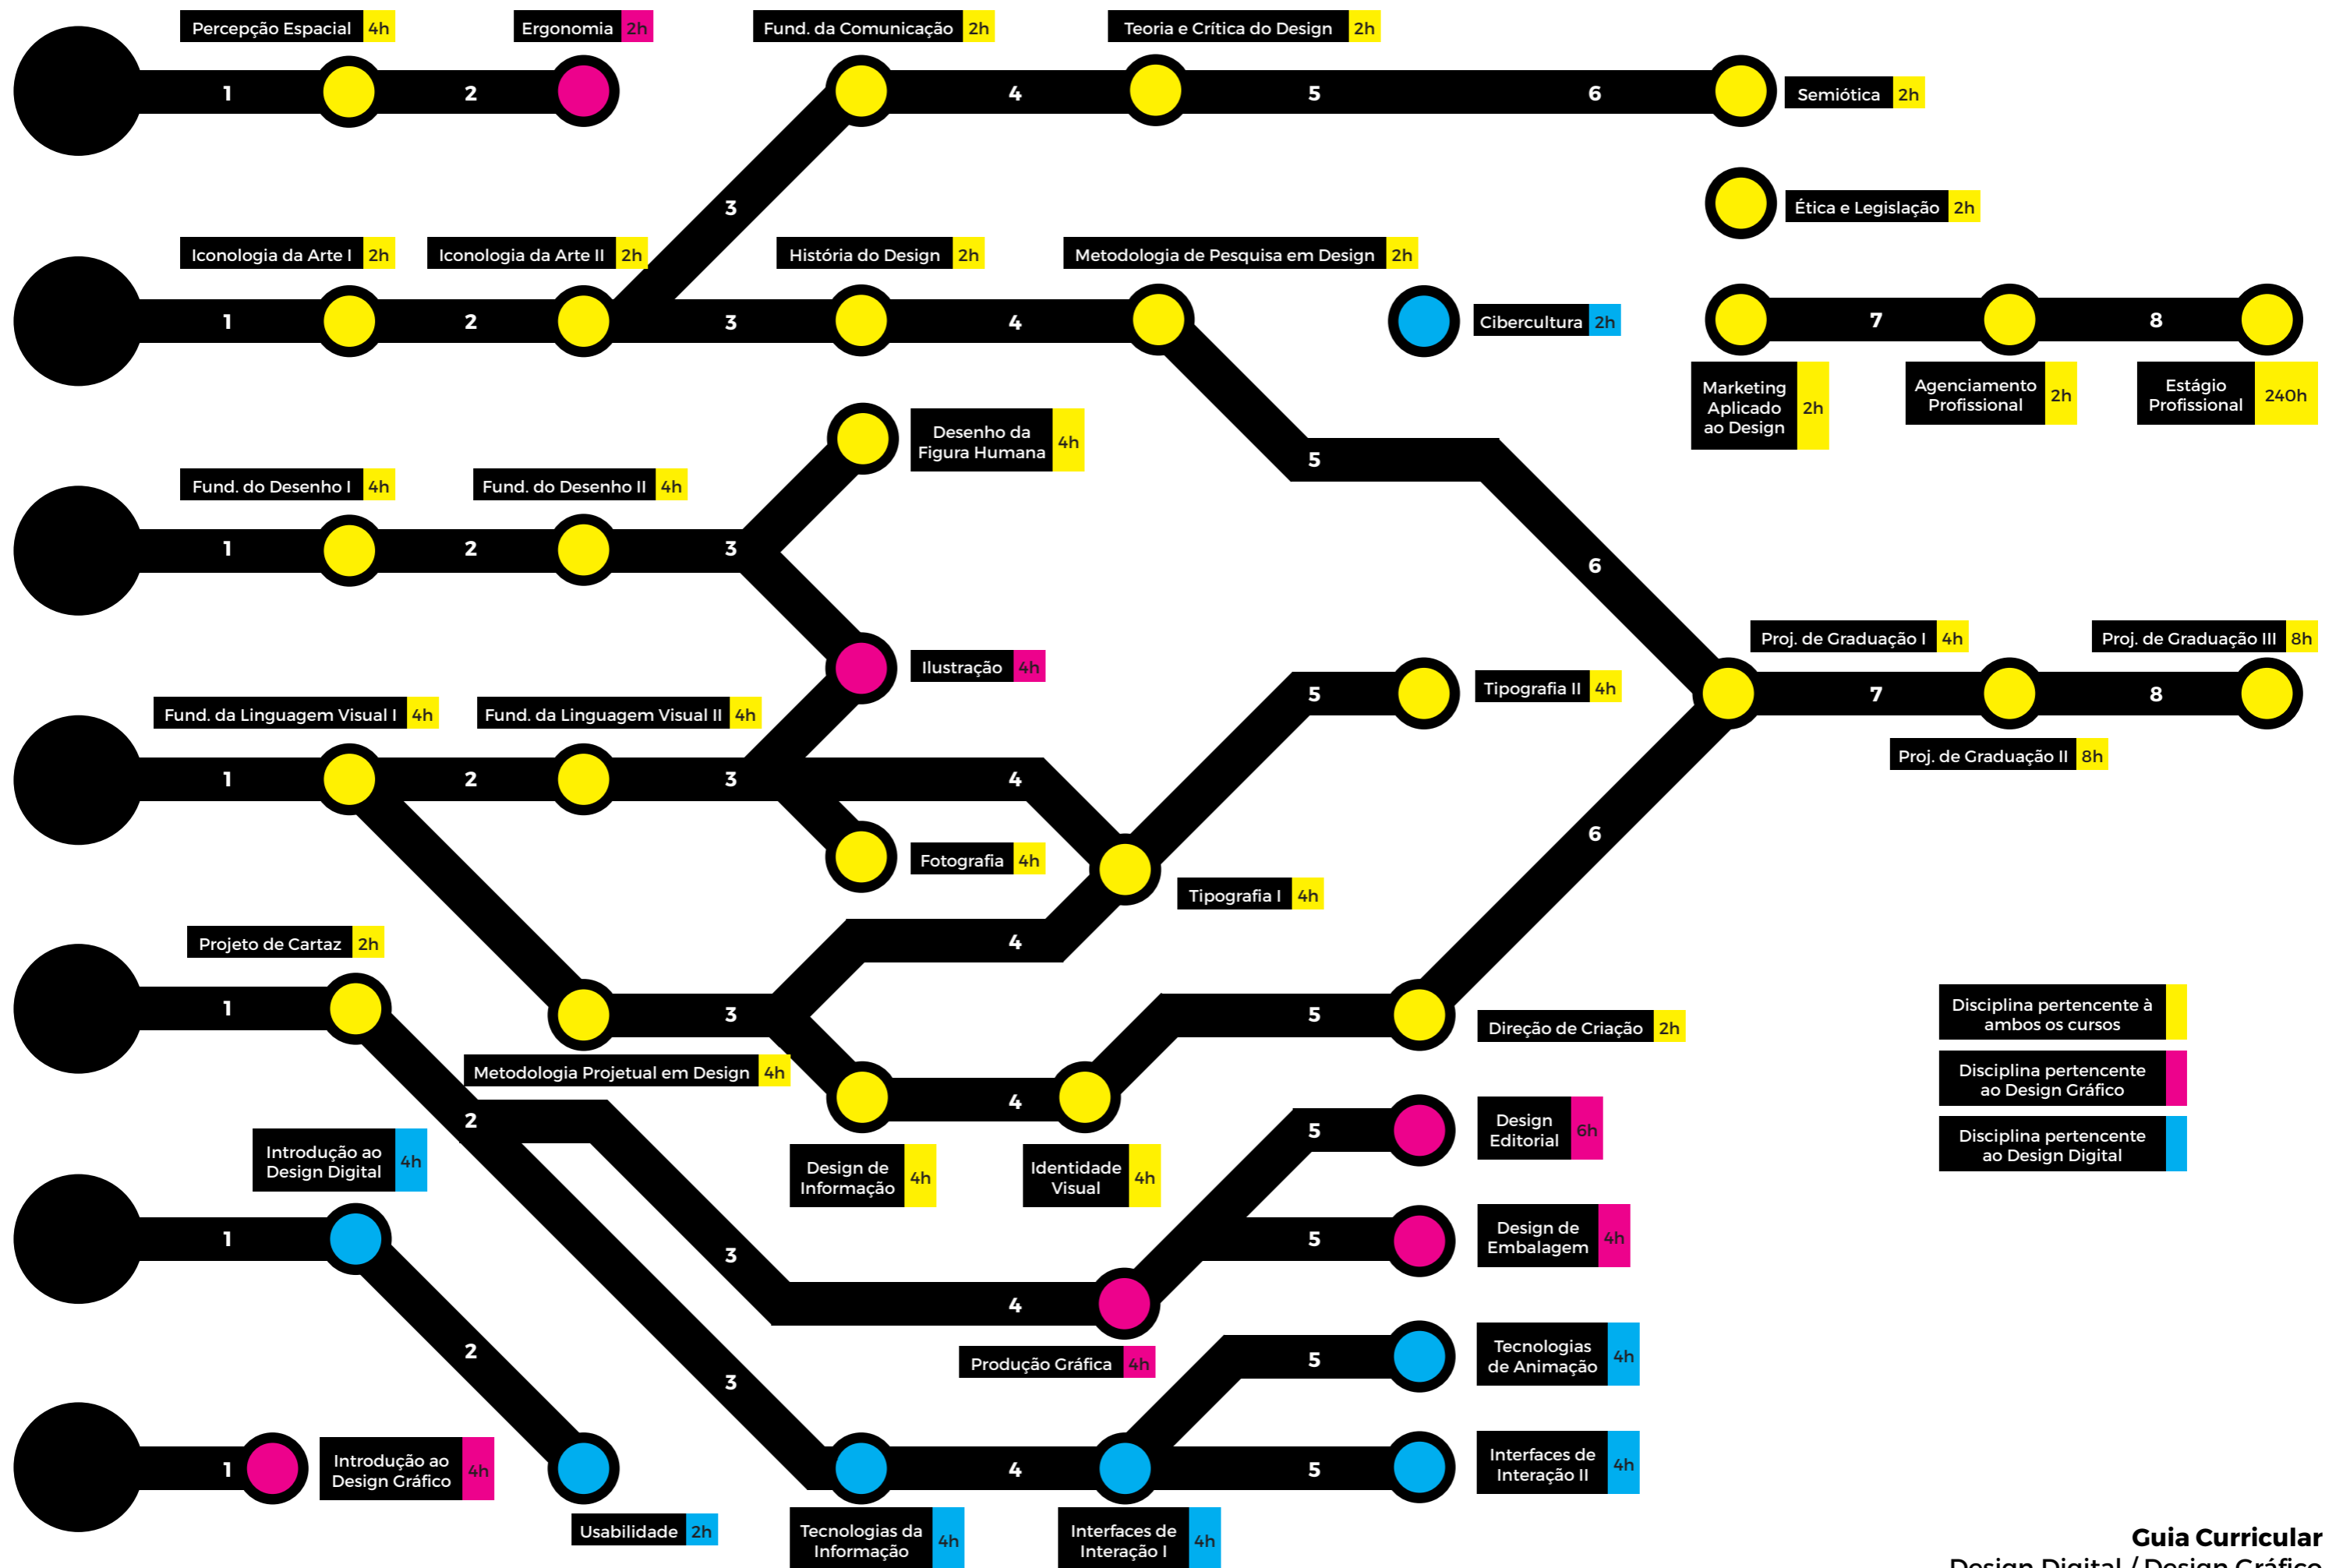 Percepção Espacial 4h
Ergonomia 2h
Fund. da Comunicação 2h
Teoria e Crítica do Design 2h
1
2
4
5
6
Semiótica 2h
3
Ética e Legislação 2h
Iconologia da Arte I 2h
Iconologia da Arte II 2h
História do Design 2h
Metodologia de Pesquisa em Design 2h
1
2
3
4
Cibercultura 2h
7
8
Marketing
Aplicado
ao Design
2h
Agenciamento
Profissional
2h
Estágio
Profissional
240h
Desenho da
Figura Humana
4h
5
Fund. do Desenho I 4h
Fund. do Desenho II 4h
1
2
3
6
Ilustração 4h
Proj. de Graduação I 4h
Proj. de Graduação III 8h
Fund. da Linguagem Visual I 4h
Fund. da Linguagem Visual II 4h
5
Tipografia II 4h
7
8
Proj. de Graduação II 8h
1
2
3
4
6
Fotografia 4h
Tipografia I 4h
Projeto de Cartaz 2h
4
1
3
5
Direção de Criação 2h
Metodologia Projetual em Design 4h
4
2
Design de
Informação
4h
Identidade
Visual
4h
5
Design
Editorial
6h
Disciplina pertencente à
ambos os cursos
Disciplina pertencente
ao Design Gráfico
Disciplina pertencente
ao Design Digital
Introdução ao
Design Digital
4h
1
3
5
Design de
Embalagem
4h
4
Produção Gráfica 4h
2
3
5
Tecnologias
de Animação
4h
1
Introdução ao
Design Gráfico
4h
4
5
Interfaces de
Interação II
4h
Usabilidade 2h
Tecnologias da
Informação
4h
Interfaces de
Interação I
4h
Guia Curricular
Design Digital / Design Gráfico